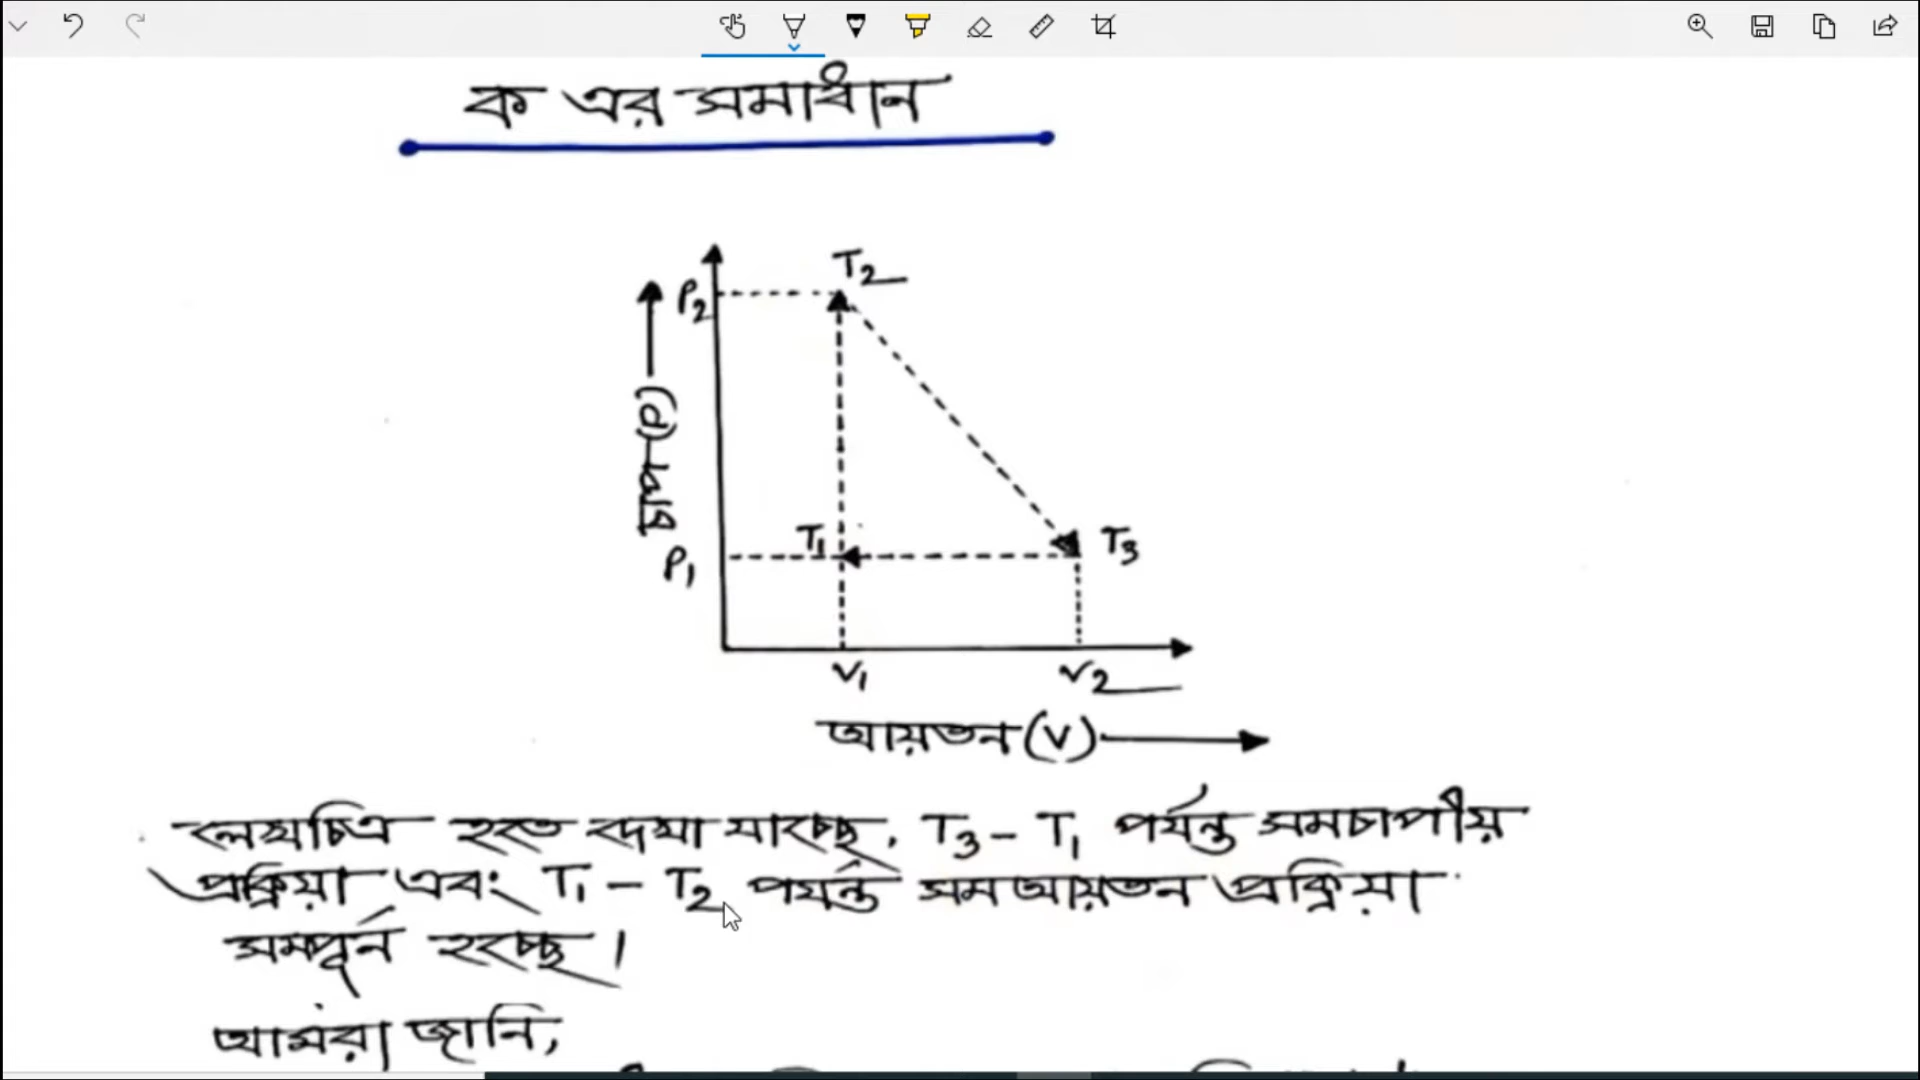 ক এর সমাধান
T2
P2
চাপ (P)
T1
T3
P1
V1
V2
আয়তন (V)
লেখচিত্র হতে দেখা যাচ্ছে, T3 – T1 পর্যন্ত সমচাপীয়
প্রক্রিয়া এবং T1 – T2 পর্যন্ত সম আয়তন প্রক্রিয়া
সম্পূর্ন হচ্ছে।
আমরা জানি,